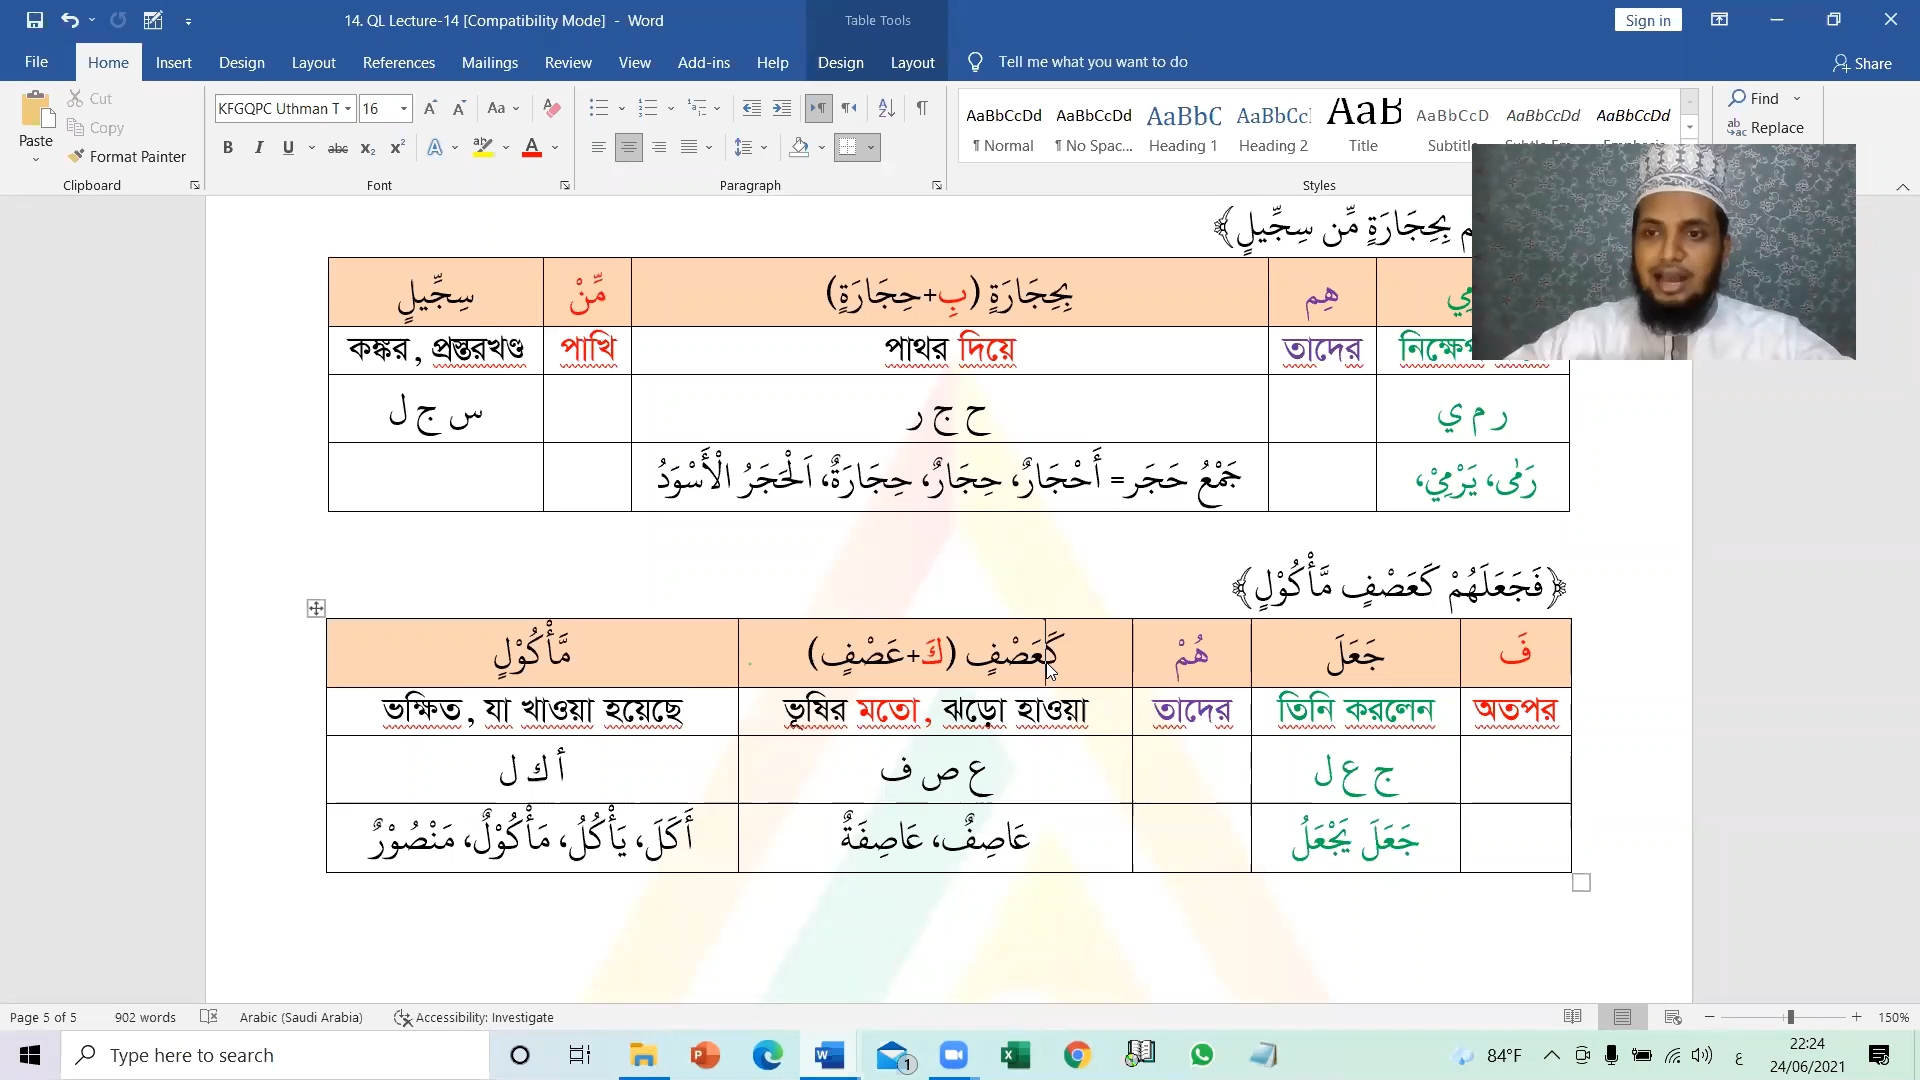 14. QL Lecture-14 [Compatibility Mode] - Word
Table Tools
Sign in
File Home Insert Design Layout References Mailings Review View Add-ins Help Design Layout Tell me what you want to do Share
Paste
Cut
Copy
Format Painter
Clipboard
KFGQPC Uthman T 16
Font
Paragraph
AaBbCcDd AaBbCcDd AaBbC AaBbCcI AaB AaBbCcD AaBbCcDd AaBbCcDd
¶ Normal ¶ No Spac... Heading 1 Heading 2 Title
Styles
Find
Replace
بِحِجَارَةٍ مِّن سِجِّيلٍ﴾
هِم بِحِجَارَةٍ (بِ+حِجَارَةٍ) مِّنْ سِجِّيلٍ
তাদের পাথর দিয়ে পাখি কঙ্কর, প্রস্তরখণ্ড
ر م ي ح ج ر س ج ل
رَمٰى، يَرْمِيْ، جَمْعُ حَجَر= أَحْجَارٌ، حِجَارٌ، حِجَارَةٌ، اَلْحَجَرُ الْأَسْوَدُ
﴿فَجَعَلَهُمْ كَعَصْفٍ مَّأْكُوْلٍ﴾
فَ جَعَلَ هُمْ كَعَصْفٍ (كَ+عَصْفٍ) مَّأْكُوْلٍ
অতপর তিনি করলেন তাদের ভূষির মতো, ঝড়ো হাওয়া ভক্ষিত, যা খাওয়া হয়েছে
ج ع ل ع ص ف أ ك ل
جَعَلَ يَجْعَلُ عَاصِفٌ، عَاصِفَةٌ أَكَلَ، يَأْكُلُ، مَأْكُوْلٌ، مَنْصُوْرٌ
Page 5 of 5 902 words Arabic (Saudi Arabia) Accessibility: Investigate 150%
Type here to search
1
84°F
ع
22:24
24/06/2021